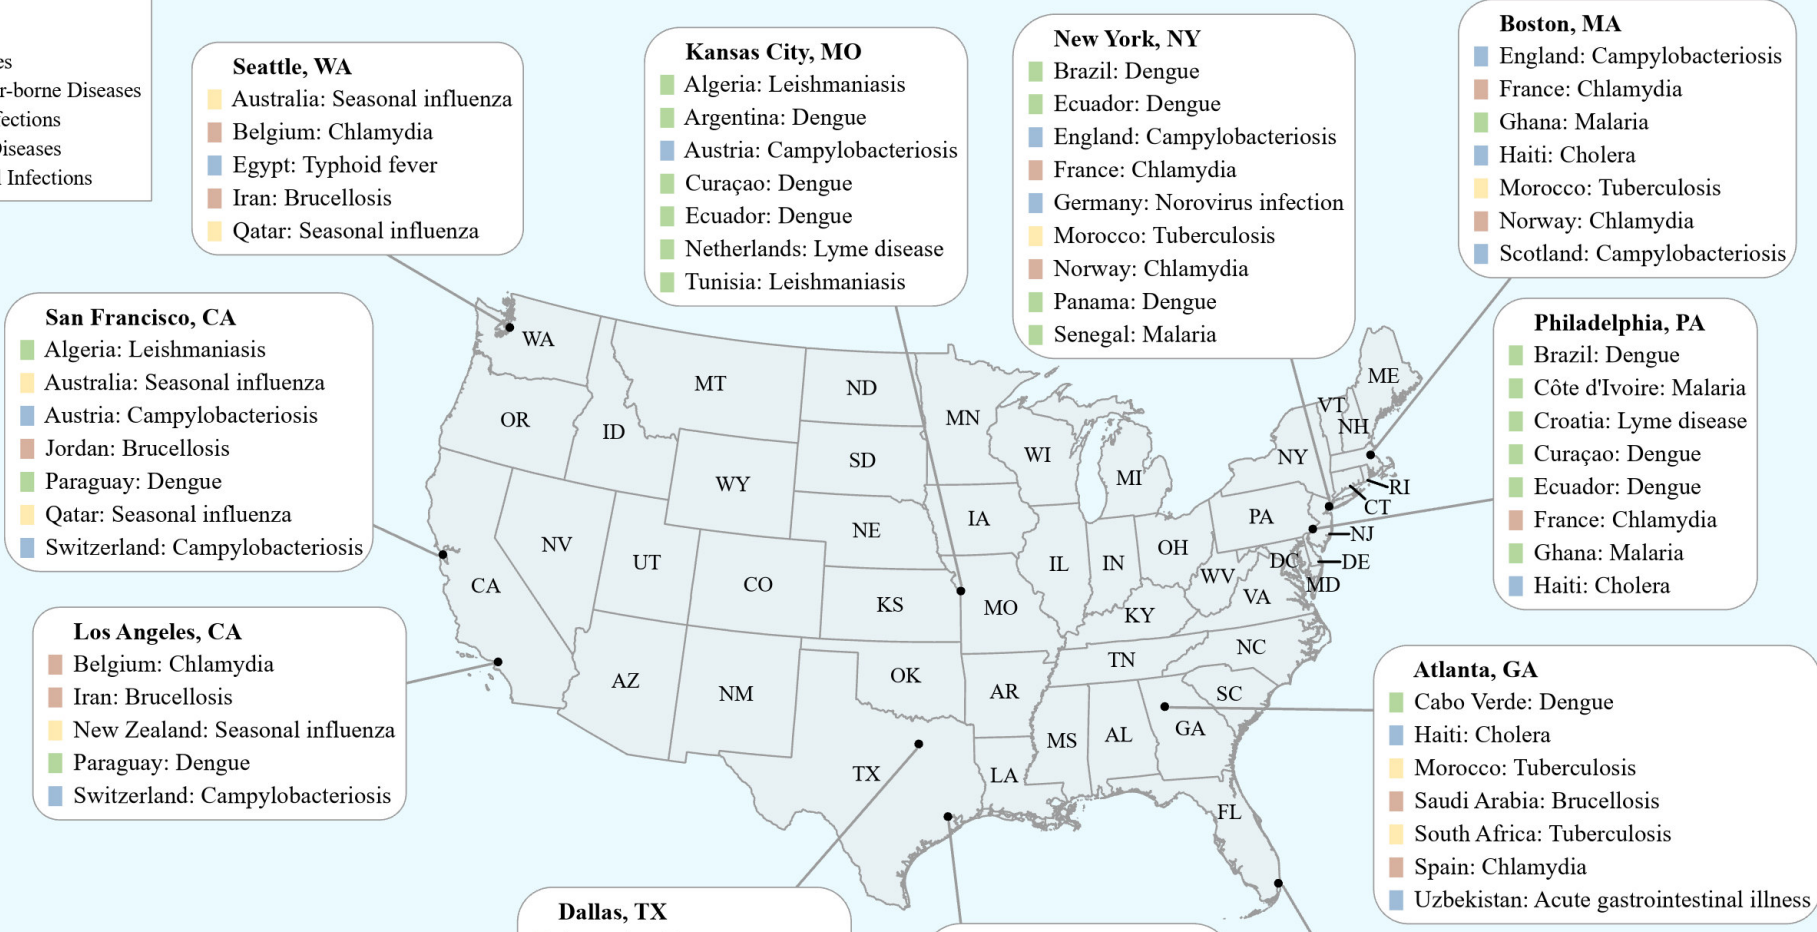 es
r-borne Diseases
fections
Diseases
l Infections
Seattle, WA
Australia: Seasonal influenza
Belgium: Chlamydia
Egypt: Typhoid fever
Iran: Brucellosis
Qatar: Seasonal influenza
Kansas City, MO
Algeria: Leishmaniasis
Argentina: Dengue
Austria: Campylobacteriosis
Curaçao: Dengue
Ecuador: Dengue
Netherlands: Lyme disease
Tunisia: Leishmaniasis
New York, NY
Brazil: Dengue
Ecuador: Dengue
England: Campylobacteriosis
France: Chlamydia
Germany: Norovirus infection
Morocco: Tuberculosis
Norway: Chlamydia
Panama: Dengue
Senegal: Malaria
Boston, MA
England: Campylobacteriosis
France: Chlamydia
Ghana: Malaria
Haiti: Cholera
Morocco: Tuberculosis
Norway: Chlamydia
Scotland: Campylobacteriosis
San Francisco, CA
Algeria: Leishmaniasis
Australia: Seasonal influenza
Austria: Campylobacteriosis
Jordan: Brucellosis
Paraguay: Dengue
Qatar: Seasonal influenza
Switzerland: Campylobacteriosis
Philadelphia, PA
Brazil: Dengue
Côte d'Ivoire: Malaria
Croatia: Lyme disease
Curaçao: Dengue
Ecuador: Dengue
France: Chlamydia
Ghana: Malaria
Haiti: Cholera
Los Angeles, CA
Belgium: Chlamydia
Iran: Brucellosis
New Zealand: Seasonal influenza
Paraguay: Dengue
Switzerland: Campylobacteriosis
Atlanta, GA
Cabo Verde: Dengue
Haiti: Cholera
Morocco: Tuberculosis
Saudi Arabia: Brucellosis
South Africa: Tuberculosis
Spain: Chlamydia
Uzbekistan: Acute gastrointestinal illness
Dallas, TX
WA
OR
ID
MT
ND
MN
SD
WY
WI
MI
NY
VT
NH
ME
RI
CT
NJ
DE
DC
MD
PA
NE
IA
IL
IN
OH
WV
VA
KY
NV
UT
CO
KS
MO
CA
AZ
NM
OK
AR
TN
NC
SC
GA
AL
MS
LA
TX
FL